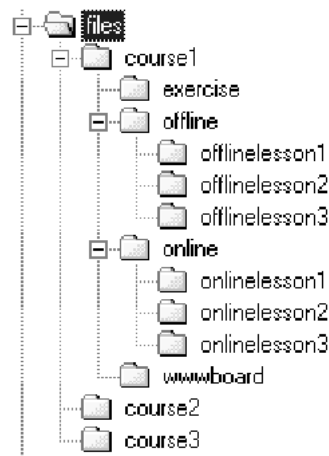 files
course1
exercise
offline
offlinelesson1
offlinelesson2
offlinelesson3
online
onlinelesson1
onlinelesson2
onlinelesson3
wwwboard
course2
course3